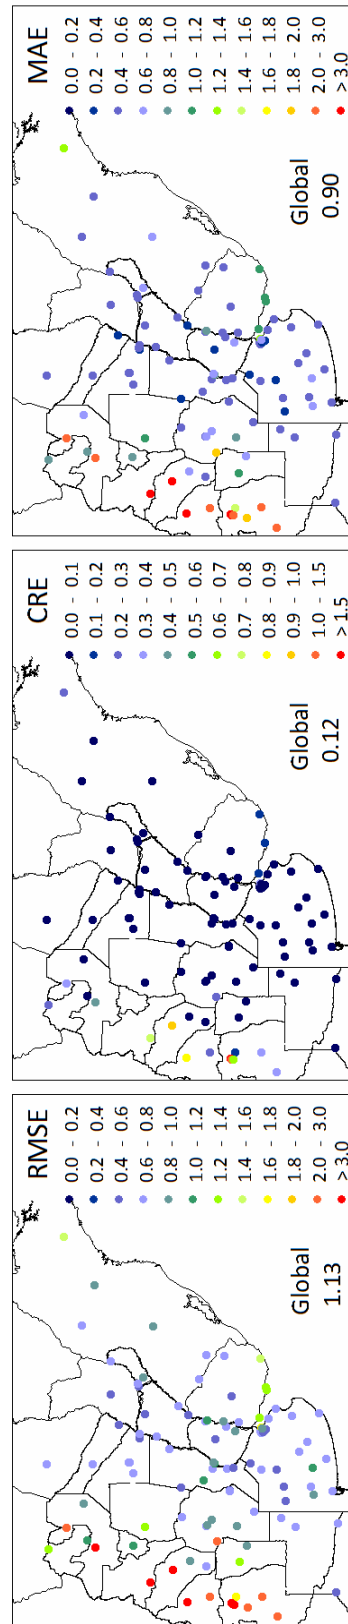 RMSE
0.0 - 0.2
0.2 - 0.4
0.4 - 0.6
0.6 - 0.8
0.8 - 1.0
1.0 - 1.2
1.2 - 1.4
1.4 - 1.6
1.6 - 1.8
1.8 - 2.0
2.0 - 3.0
> 3.0
Global
1.13
CRE
0.0 - 0.1
0.1 - 0.2
0.2 - 0.3
0.3 - 0.4
0.4 - 0.5
0.5 - 0.6
0.6 - 0.7
0.7 - 0.8
0.8 - 0.9
0.9 - 1.0
1.0 - 1.5
> 1.5
Global
0.12
MAE
0.0 - 0.2
0.2 - 0.4
0.4 - 0.6
0.6 - 0.8
0.8 - 1.0
1.0 - 1.2
1.2 - 1.4
1.4 - 1.6
1.6 - 1.8
1.8 - 2.0
2.0 - 3.0
> 3.0
Global
0.90